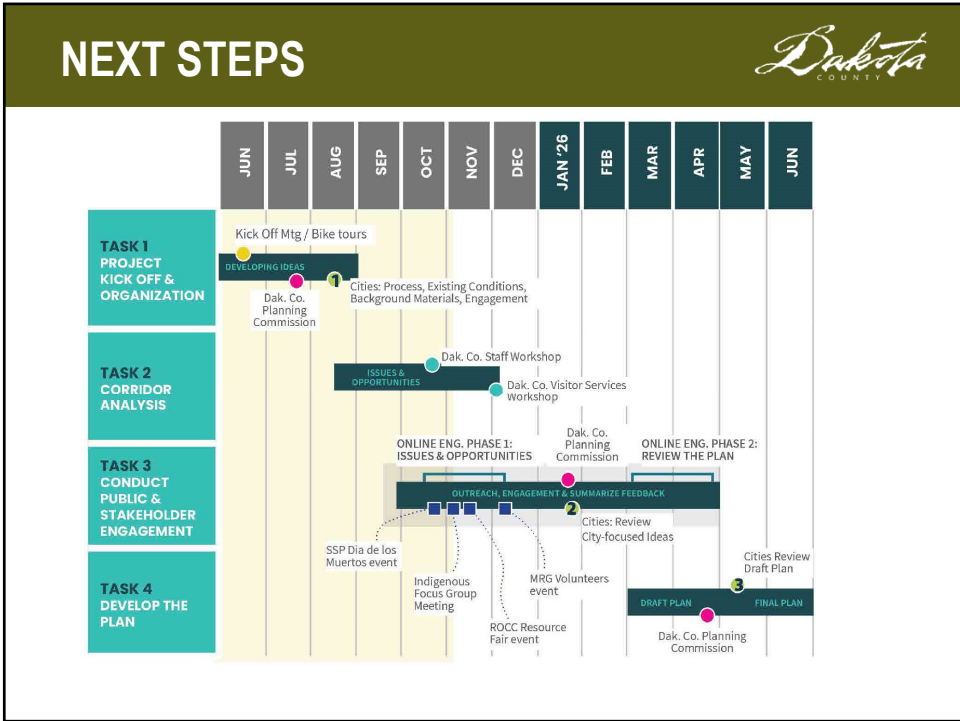 NEXT STEPS
Dakota
COUNTY
JUN
JUL
AUG
SEP
OCT
NOV
DEC
JAN '26
FEB
MAR
APR
MAY
JUN
TASK 1
PROJECT
KICK OFF &
ORGANIZATION
Kick Off Mtg / Bike tours
DEVELOPING IDEAS
1
Dak. Co.
Planning
Commission
Cities: Process, Existing Conditions,
Background Materials, Engagement
TASK 2
CORRIDOR
ANALYSIS
ISSUES &
OPPORTUNITIES
Dak. Co. Staff Workshop
Dak. Co. Visitor Services
Workshop
TASK 3
CONDUCT
PUBLIC &
STAKEHOLDER
ENGAGEMENT
ONLINE ENG. PHASE 1:
ISSUES & OPPORTUNITIES
Dak. Co.
Planning
Commission
ONLINE ENG. PHASE 2:
REVIEW THE PLAN
OUTREACH, ENGAGEMENT & SUMMARIZE FEEDBACK
2
Cities: Review
City-focused Ideas
SSP Dia de los
Muertos event
Indigenous
Focus Group
Meeting
ROCC Resource
Fair event
MRG Volunteers
event
TASK 4
DEVELOP THE
PLAN
Cities Review
Draft Plan
3
DRAFT PLAN
FINAL PLAN
Dak. Co. Planning
Commission